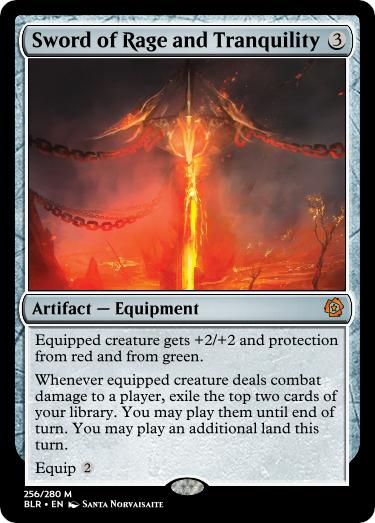 Sword of Rage and Tranquility 3
Artifact — Equipment
Equipped creature gets +2/+2 and protection
from red and from green.
Whenever equipped creature deals combat
damage to a player, exile the top two cards of
your library. You may play them until end of
turn. You may play an additional land this
turn.
Equip 2
256/280 M
BLR • EN Santa Norvaisaite